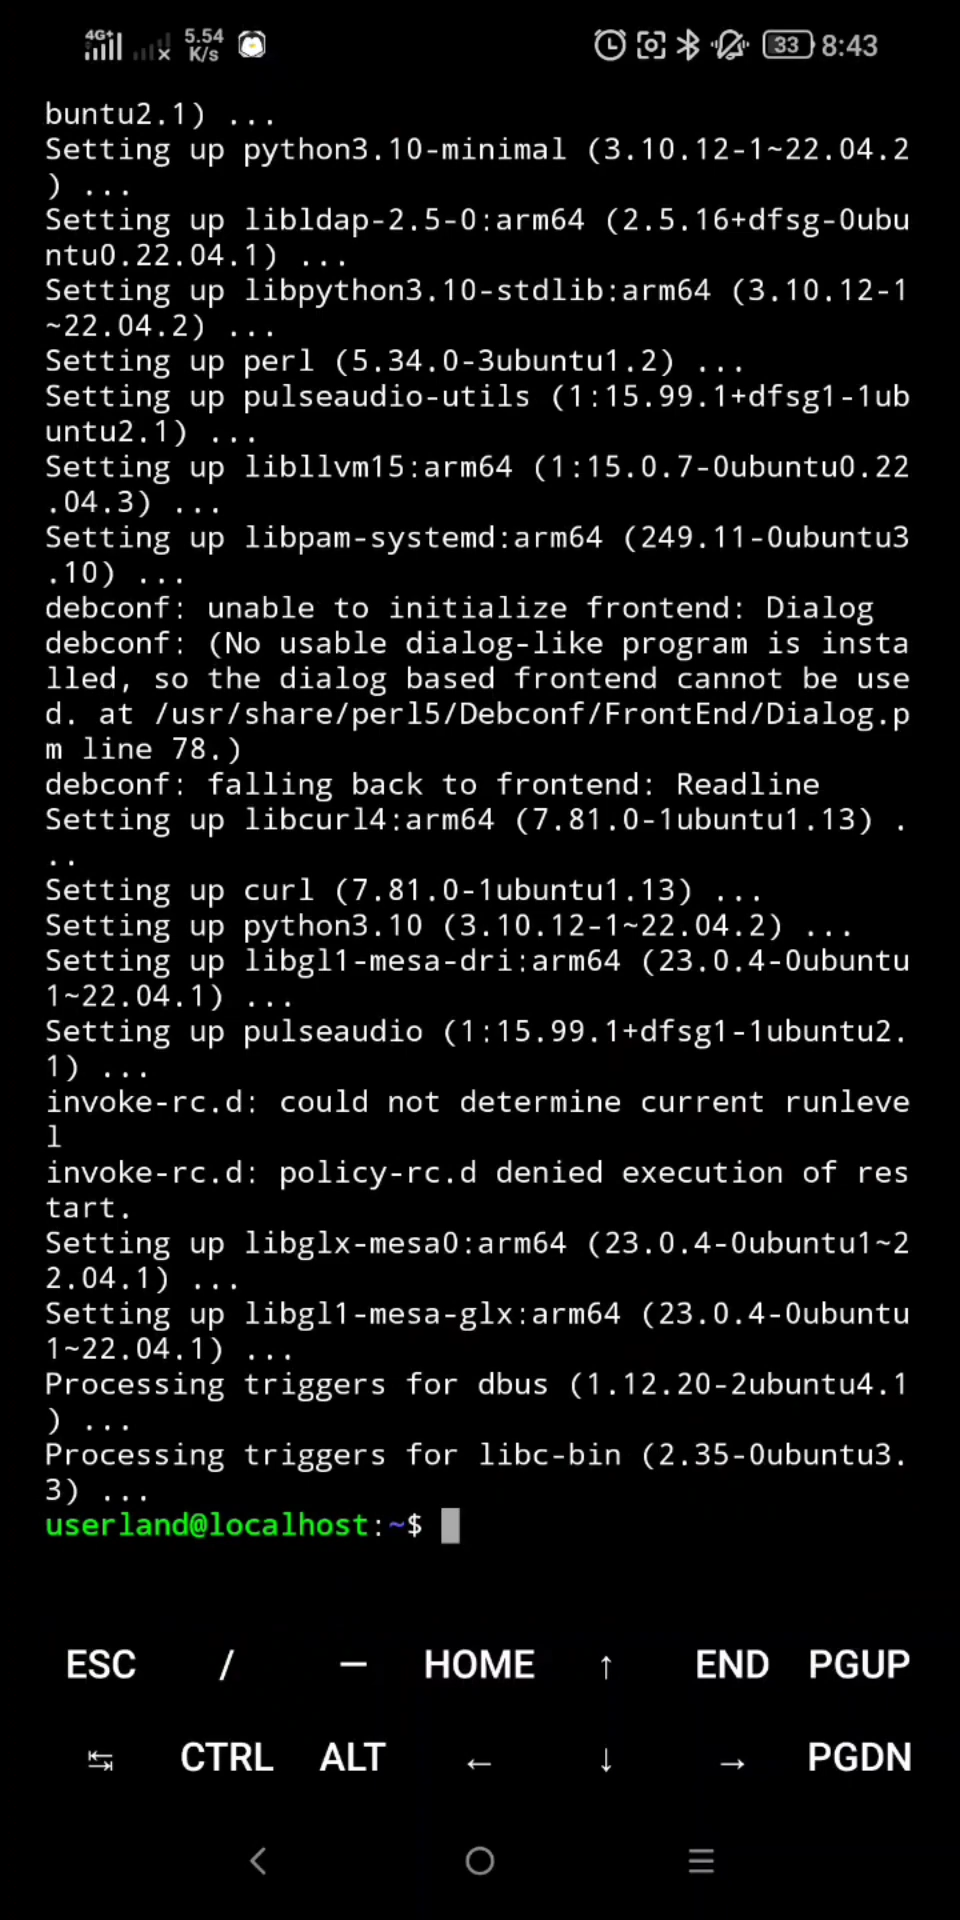 4G+ 5.54 K/s 33 8:43
buntu2.1) ...
Setting up python3.10-minimal (3.10.12-1~22.04.2
) ...
Setting up libldap-2.5-0:arm64 (2.5.16+dfsg-0ubu
ntu0.22.04.1) ...
Setting up libpython3.10-stdlib:arm64 (3.10.12-1
~22.04.2) ...
Setting up perl (5.34.0-3ubuntu1.2) ...
Setting up pulseaudio-utils (1:15.99.1+dfsg1-1ub
untu2.1) ...
Setting up libllvm15:arm64 (1:15.0.7-0ubuntu0.22
.04.3) ...
Setting up libpam-systemd:arm64 (249.11-0ubuntu3
.10) ...
debconf: unable to initialize frontend: Dialog
debconf: (No usable dialog-like program is insta
lled, so the dialog based frontend cannot be use
d. at /usr/share/perl5/Debconf/FrontEnd/Dialog.p
m line 78.)
debconf: falling back to frontend: Readline
Setting up libcurl4:arm64 (7.81.0-1ubuntu1.13) .
..
Setting up curl (7.81.0-1ubuntu1.13) ...
Setting up python3.10 (3.10.12-1~22.04.2) ...
Setting up libgl1-mesa-dri:arm64 (23.0.4-0ubuntu
1~22.04.1) ...
Setting up pulseaudio (1:15.99.1+dfsg1-1ubuntu2.
1) ...
invoke-rc.d: could not determine current runleve
l
invoke-rc.d: policy-rc.d denied execution of res
tart.
Setting up libglx-mesa0:arm64 (23.0.4-0ubuntu1~2
2.04.1) ...
Setting up libgl1-mesa-glx:arm64 (23.0.4-0ubuntu
1~22.04.1) ...
Processing triggers for dbus (1.12.20-2ubuntu4.1
) ...
Processing triggers for libc-bin (2.35-0ubuntu3.
3) ...
userland@localhost:~$
ESC / — HOME ↑ END PGUP
↹ CTRL ALT ← ↓ → PGDN